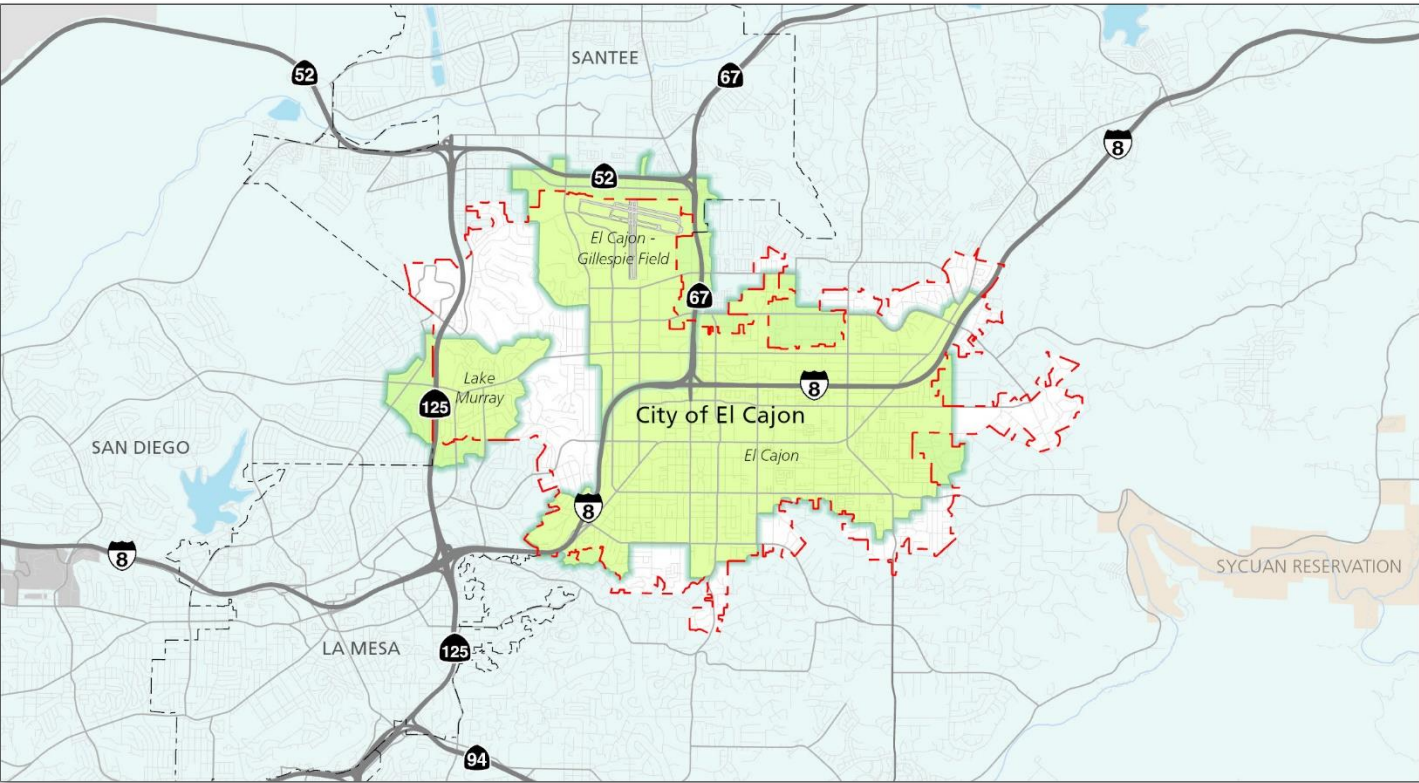 SANTEE
52
67
8
52
El Cajon -
Gillespie Field
67
Lake
Murray
8
125
City of El Cajon
SAN DIEGO
El Cajon
8
8
SYCUAN RESERVATION
LA MESA
125
94